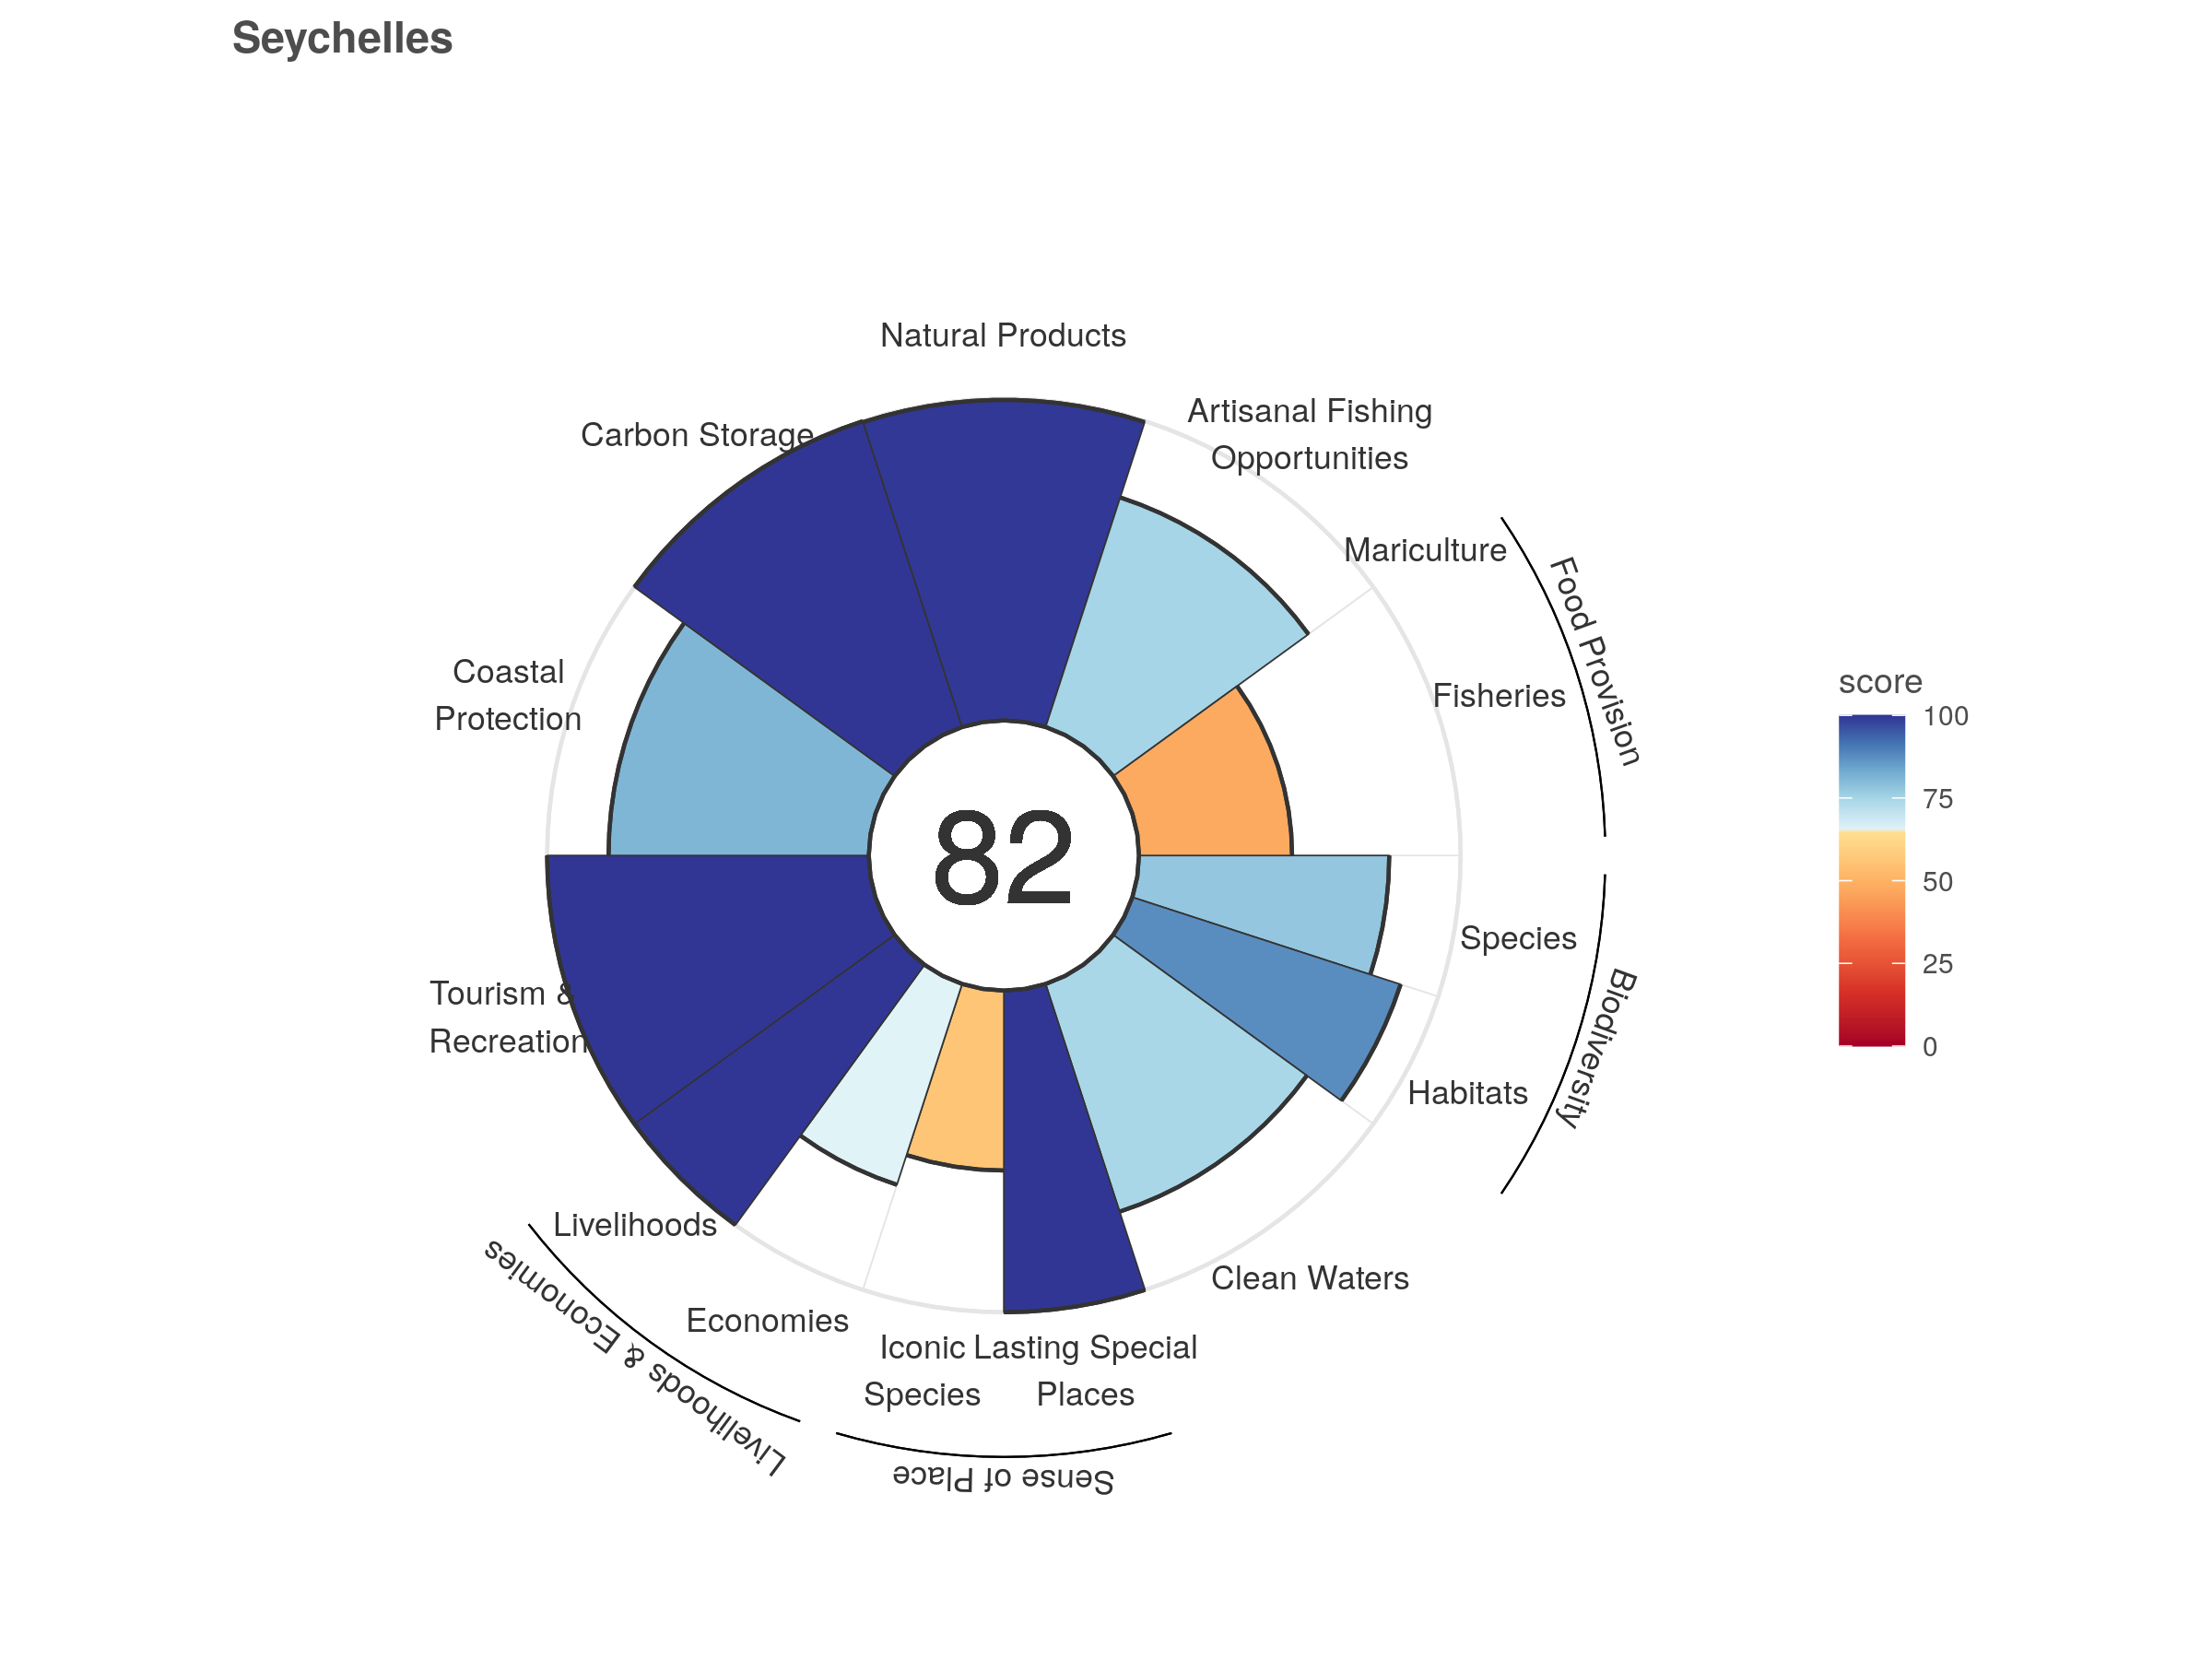 Seychelles
Natural Products
Artisanal Fishing
Opportunities
Carbon Storage
Mariculture
Food Provision
Fisheries
Coastal
Protection
score
100
75
50
25
0
82
Species
Biodiversity
Tourism &
Recreation
Habitats
Livelihoods
Clean Waters
Economies
Livelihoods & Economies
Iconic
Species
Lasting Special
Places
Sense of Place